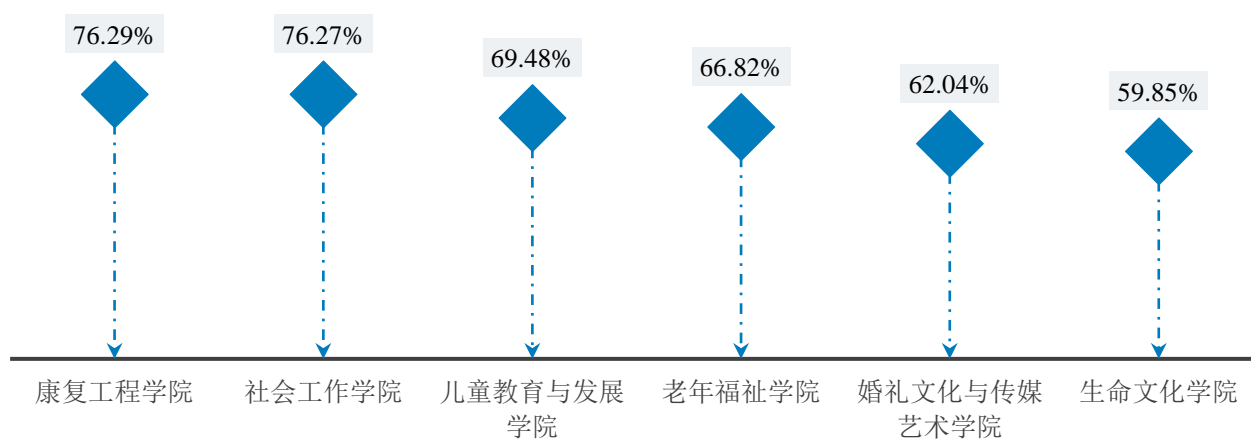 76.29%
76.27%
69.48%
66.82%
62.04%
59.85%
康复工程学院
社会工作学院
儿童教育与发展
学院
老年福祉学院
婚礼文化与传媒
艺术学院
生命文化学院